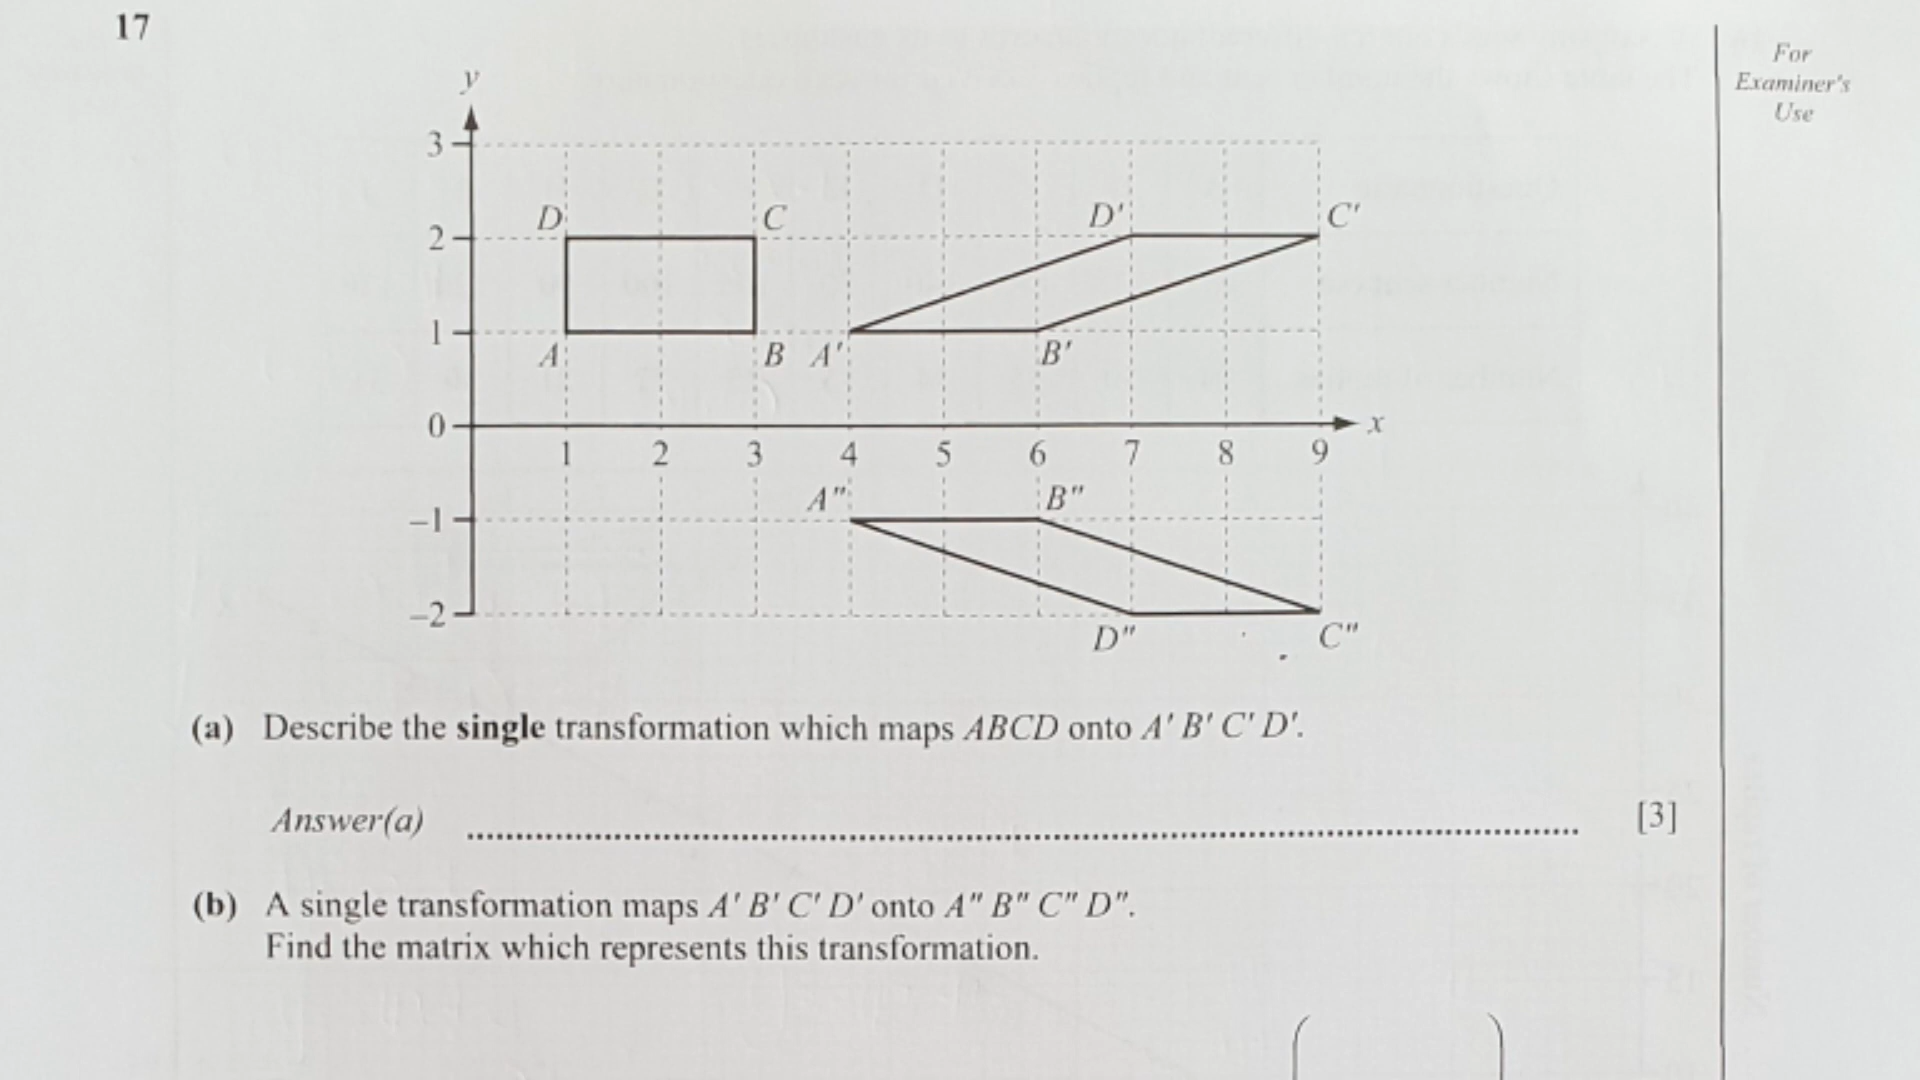 17
For
Examiner's
Use
y
3
D C D' C'
2
1
A B A' B'
0 x
1 2 3 4 5 6 7 8 9
A" B"
–1
–2
D" C"
(a) Describe the single transformation which maps ABCD onto A' B' C' D'.
Answer(a) ........................................ [3]
(b) A single transformation maps A' B' C' D' onto A" B" C" D".
Find the matrix which represents this transformation.